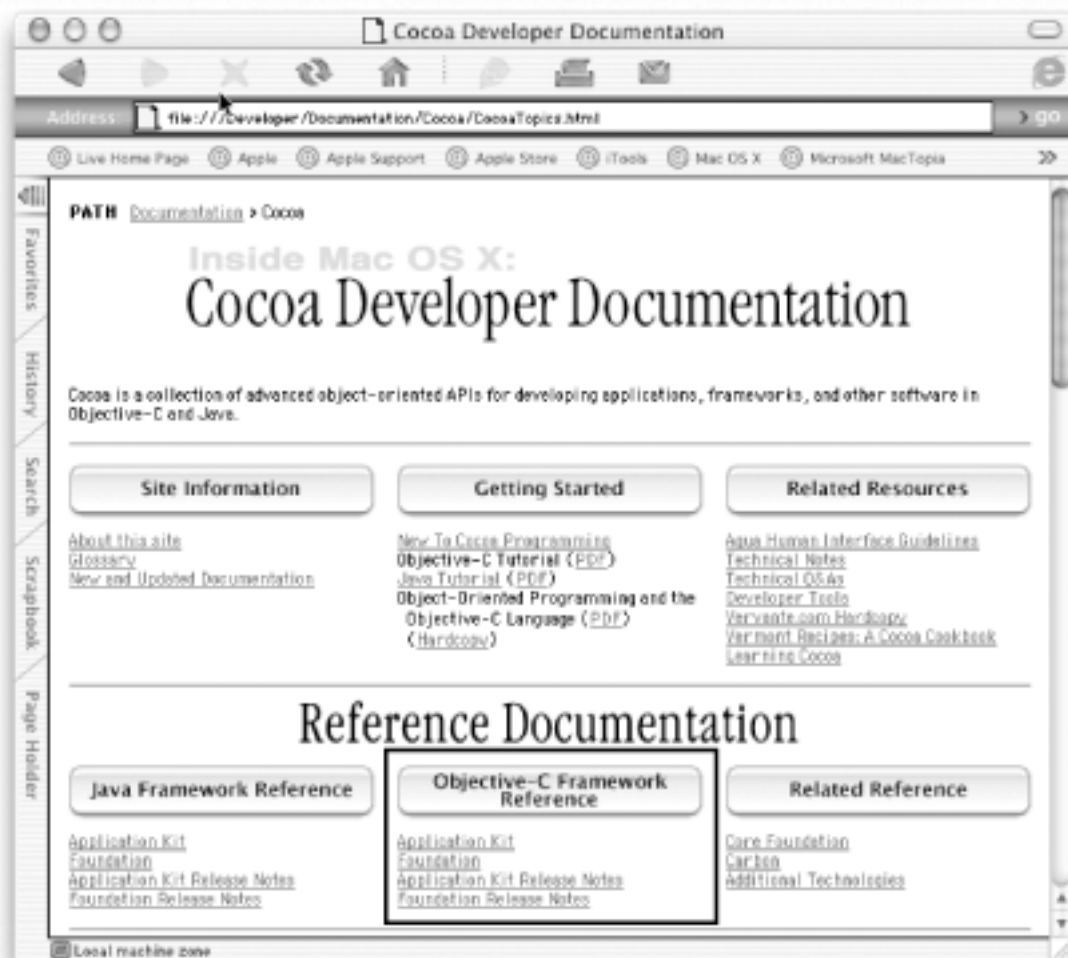 Cocoa Developer Documentation
Address: file:///Developer/Documentation/Cocoa/CocoaTopics.html go
Live Home Page Apple Apple Support Apple Store iTools Mac OS X Microsoft MacTopia
Favorites
History
Search
Scrapbook
Page Holder
PATH Documentation > Cocoa
Inside Mac OS X:
Cocoa Developer Documentation
Cocoa is a collection of advanced object-oriented APIs for developing applications, frameworks, and other software in
Objective-C and Java.
Site Information
About this site
Glossary
New and Updated Documentation
Getting Started
New To Cocoa Programming
Objective-C Tutorial (PDF)
Java Tutorial (PDF)
Object-Oriented Programming and the
Objective-C Language (PDF)
(Hardcopy)
Related Resources
Aqua Human Interface Guidelines
Technical Notes
Technical Q&As
Developer Tools
Vervante.com Hardcopy
Vermont Recipes: A Cocoa Cookbook
Learning Cocoa
Reference Documentation
Java Framework Reference
Application Kit
Foundation
Application Kit Release Notes
Foundation Release Notes
Objective-C Framework
Reference
Application Kit
Foundation
Application Kit Release Notes
Foundation Release Notes
Related Reference
Core Foundation
Carbon
Additional Technologies
Local machine zone